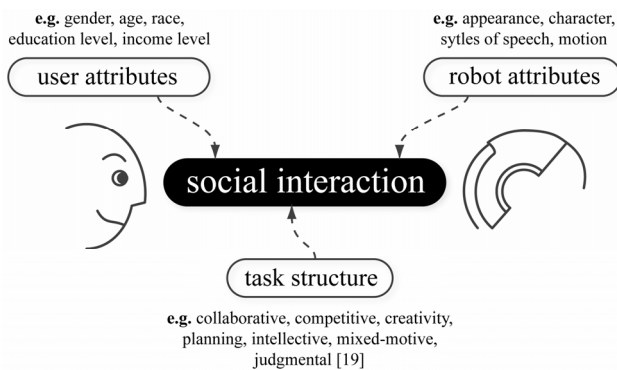 e.g. gender, age, race,
education level, income level
user attributes
e.g. appearance, character,
sytles of speech, motion
robot attributes
social interaction
task structure
e.g. collaborative, competitive, creativity,
planning, intellective, mixed-motive,
judgmental [19]